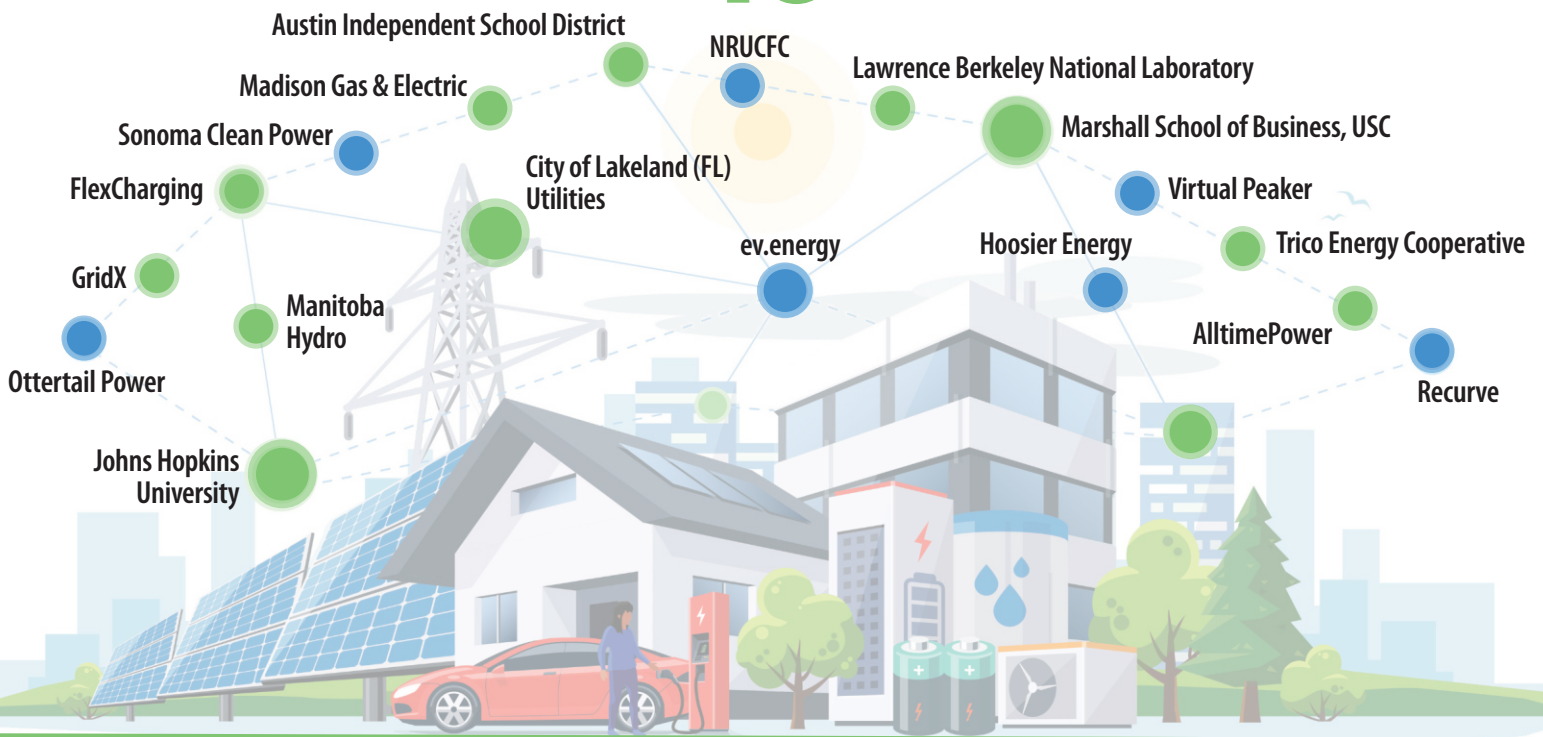 Austin Independent School District
NRUCFC
Lawrence Berkeley National Laboratory
Madison Gas & Electric
Marshall School of Business, USC
Sonoma Clean Power
City of Lakeland (FL)
Utilities
FlexCharging
Virtual Peaker
ev.energy
Hoosier Energy
Trico Energy Cooperative
GridX
Manitoba
Hydro
AlltimePower
Ottertail Power
Recurve
Johns Hopkins
University